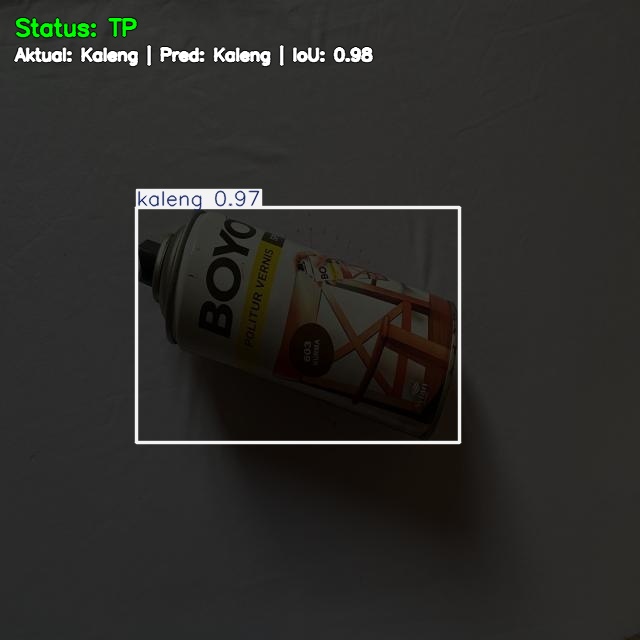 Status: TP
Aktual: Kaleng | Pred: Kaleng | IoU: 0.98
kaleng 0.97
BOYO
POLITUR VERNIS
603